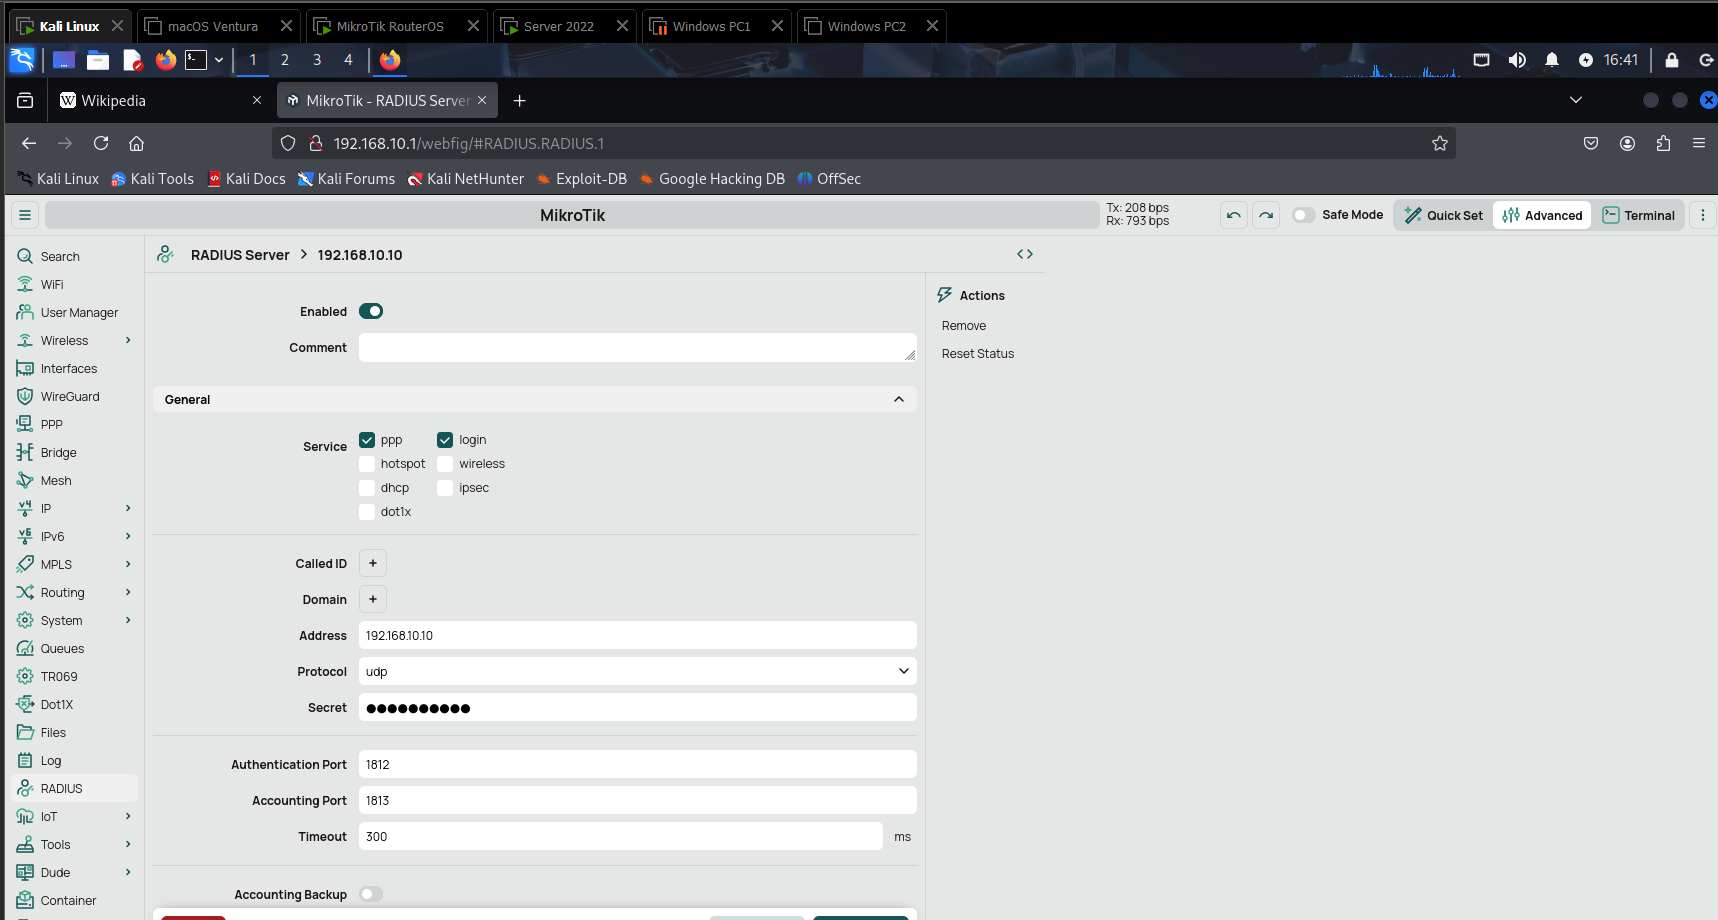 Kali Linux
macOS Ventura
MikroTik RouterOS
Server 2022
Windows PC1
Windows PC2
1 2 3 4
16:41
Wikipedia
MikroTik - RADIUS Server
192.168.10.1/webfig/#RADIUS.RADIUS.1
Kali Linux
Kali Tools
Kali Docs
Kali Forums
Kali NetHunter
Exploit-DB
Google Hacking DB
OffSec
MikroTik
Tx: 208 bps
Rx: 793 bps
Safe Mode
Quick Set
Advanced
Terminal
Search
WiFi
User Manager
Wireless
Interfaces
WireGuard
PPP
Bridge
Mesh
IP
IPv6
MPLS
Routing
System
Queues
TR069
Dot1X
Files
Log
RADIUS
IoT
Tools
Dude
Container
RADIUS Server > 192.168.10.10
Enabled
Comment
General
Service
ppp
login
hotspot
wireless
dhcp
ipsec
dot1x
Called ID +
Domain +
Address 192.168.10.10
Protocol udp
Secret ●●●●●●●●●●
Authentication Port 1812
Accounting Port 1813
Timeout 300 ms
Accounting Backup
Actions
Remove
Reset Status